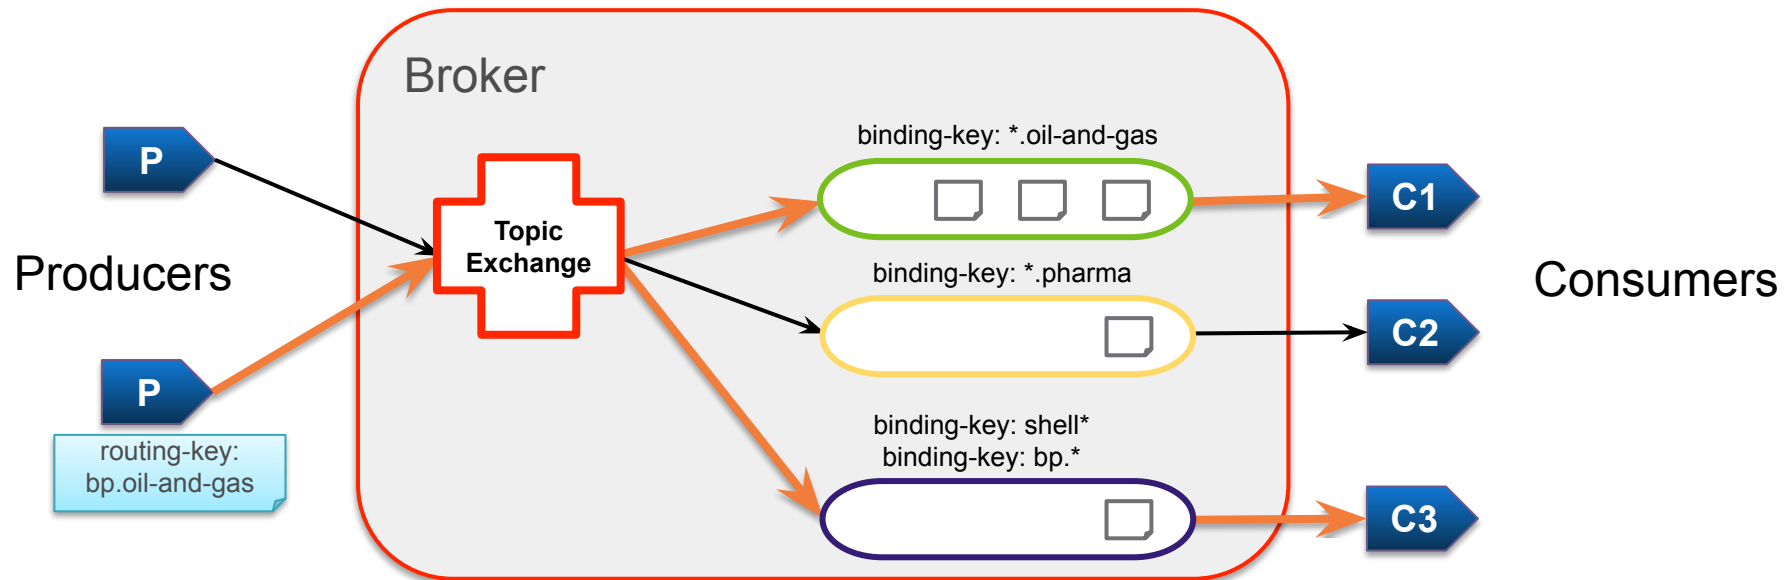 Broker
binding-key: *.oil-and-gas
P
C1
Topic
Exchange
Producers
binding-key: *.pharma
Consumers
C2
P
binding-key: shell*
binding-key: bp.*
routing-key:
bp.oil-and-gas
C3